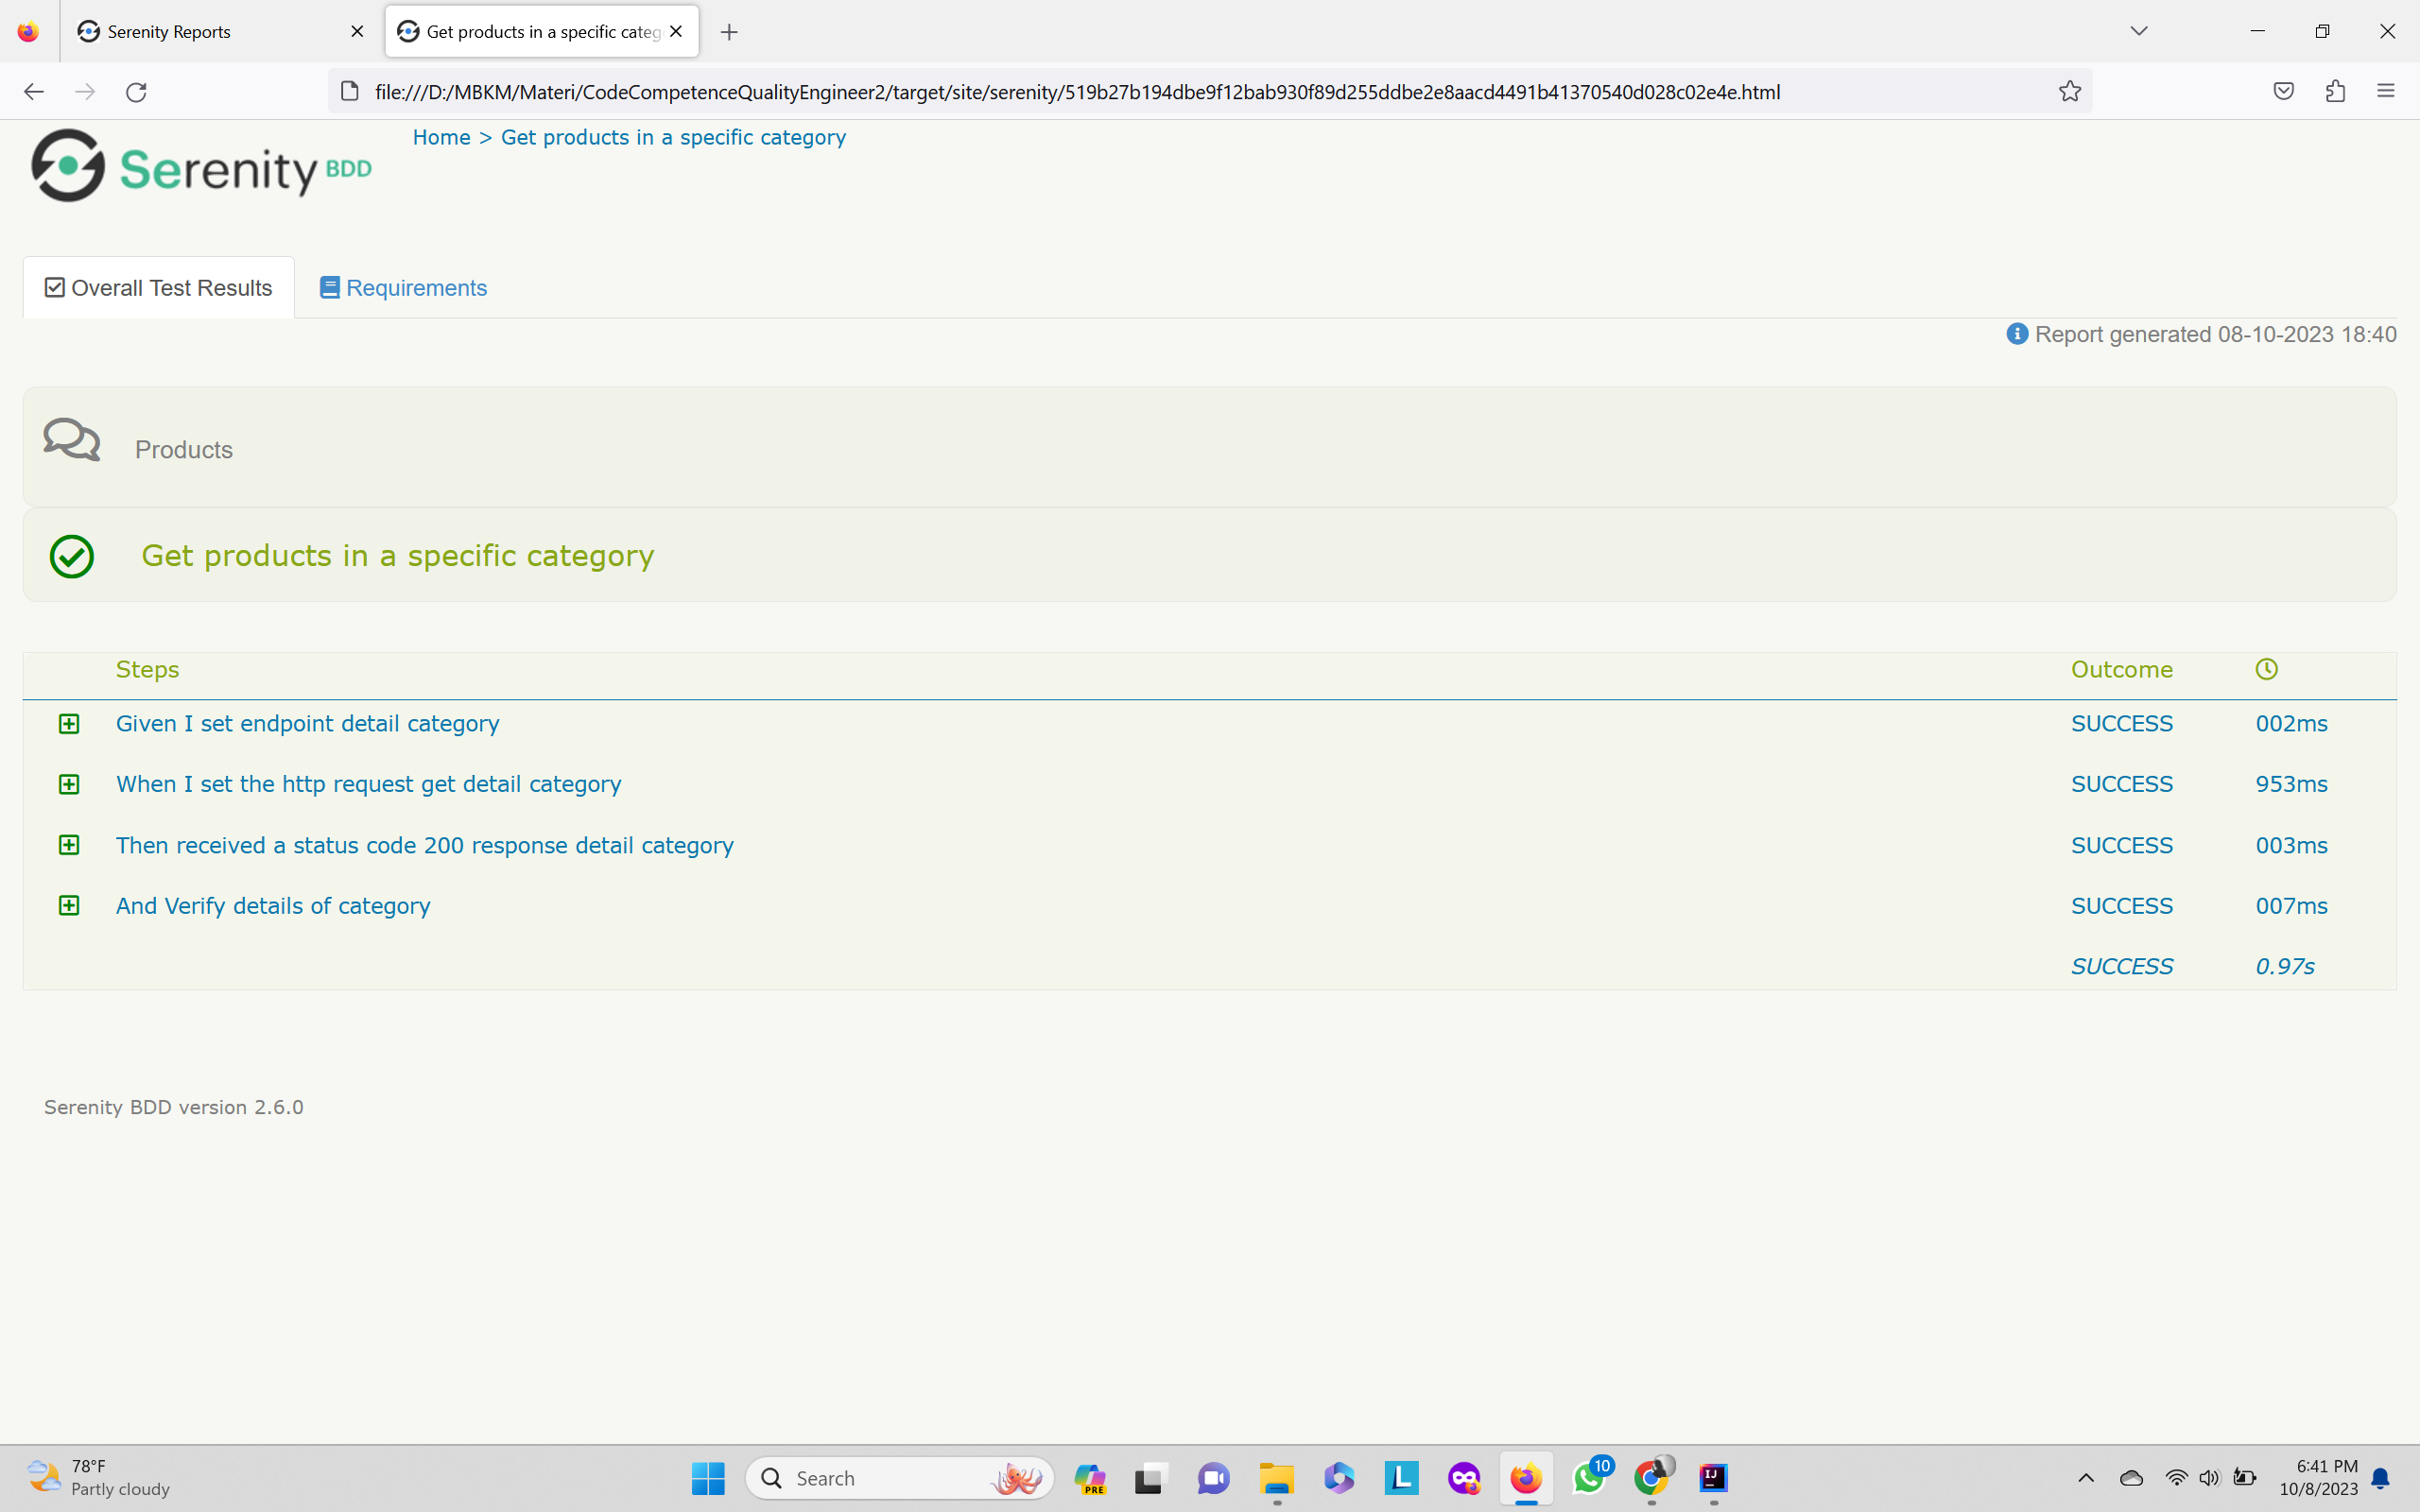 Serenity Reports
Get products in a specific categ
file:///D:/MBKM/Materi/CodeCompetenceQualityEngineer2/target/site/serenity/519b27b194dbe9f12bab930f89d255ddbe2e8aacd4491b41370540d028c02e4e.html
Serenity BDD
Home > Get products in a specific category
Overall Test Results
Requirements
Report generated 08-10-2023 18:40
Products
Get products in a specific category
Steps Outcome
Given I set endpoint detail category SUCCESS 002ms
When I set the http request get detail category SUCCESS 953ms
Then received a status code 200 response detail category SUCCESS 003ms
And Verify details of category SUCCESS 007ms
SUCCESS 0.97s
Serenity BDD version 2.6.0
78°F
Partly cloudy
Search
PRE
L
10
IJ
6:41 PM
10/8/2023